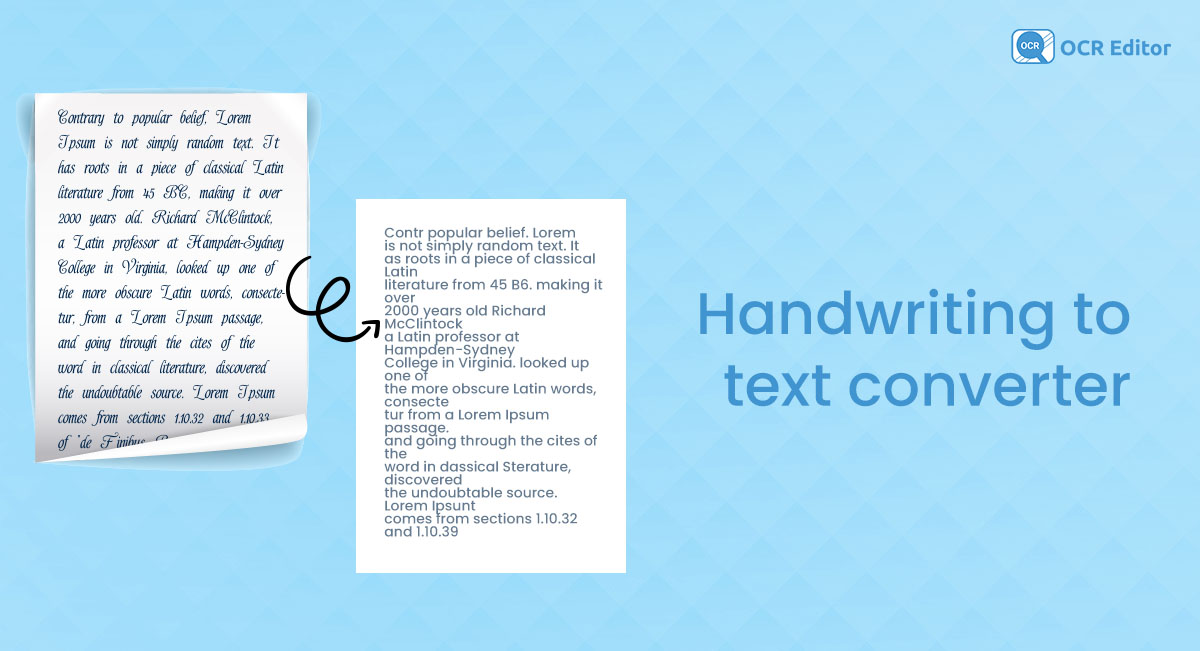 OCR
OCR Editor
Contrary to popular belief, Lorem
Ipsum is not simply random text. It
has roots in a piece of classical Latin
literature from 45 BC, making it over
2000 years old. Richard McClintock,
a Latin professor at Hampden-Sydney
College in Virginia, looked up one of
the more obscure Latin words, consecte-
tur, from a Lorem Ipsum passage,
and going through the cites of the
word in classical literature, discovered
the undoubtable source. Lorem Ipsum
comes from sections 1.10.32 and 1.10.33
of "de Finibus
Contr popular belief. Lorem
is not simply random text. It
as roots in a piece of classical
Latin
literature from 45 B6. making it
over
2000 years old Richard
McClintock
a Latin professor at
Hampden-Sydney
College in Virginia. looked up
one of
the more obscure Latin words,
consecte
tur from a Lorem Ipsum
passage.
and going through the cites of
the
word in dassical Sterature,
discovered
the undoubtable source.
Lorem Ipsunt
comes from sections 1.10.32
and 1.10.39
Handwriting to
text converter